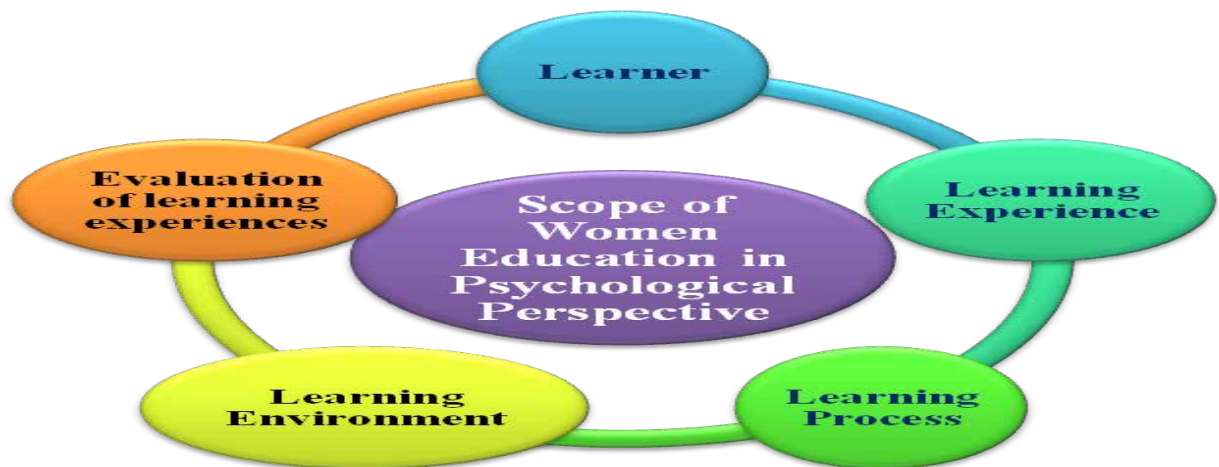 Learner
Learning
Experience
Learning
Process
Learning
Environment
Evaluation
of learning
experiences
Scope of
Women
Education in
Psychological
Perspective